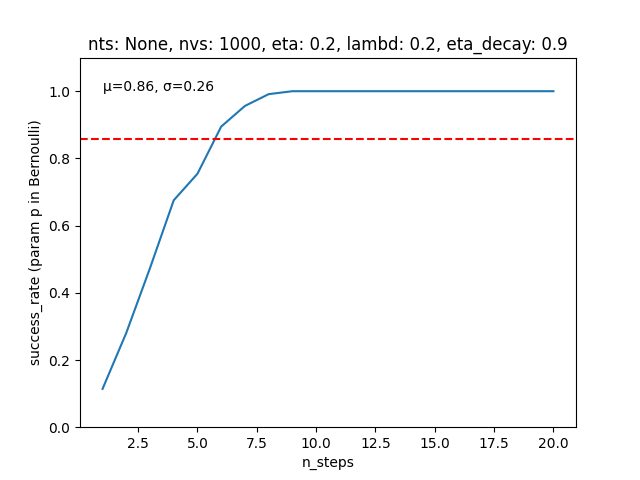 nts: None, nvs: 1000, eta: 0.2, lambd: 0.2, eta_decay: 0.9
μ=0.86, σ=0.26
success_rate (param p in Bernoulli)
1.0
0.8
0.6
0.4
0.2
0.0
2.5 5.0 7.5 10.0 12.5 15.0 17.5 20.0
n_steps